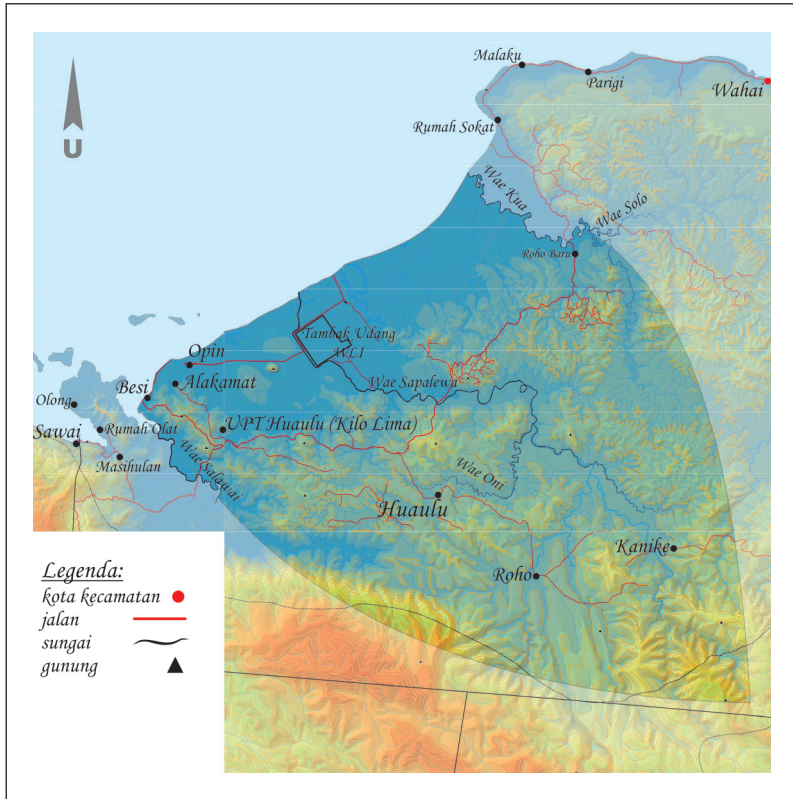 Malaku
Parigi
Wahai
Rumah Sokat
U
Wae Kua
Wae Solo
Roho Baru
Tambak Udang
WLI
Opin
Wae Sapalewa
Alakamat
Besi
Olong
UPT Huaulu (Kilo Lima)
Rumah Olat
Sawai
Masihulan
Wae Salawai
Wae Oni
Huaulu
Kanike
Roho
Legenda:
kota kecamatan
jalan
sungai
gunung